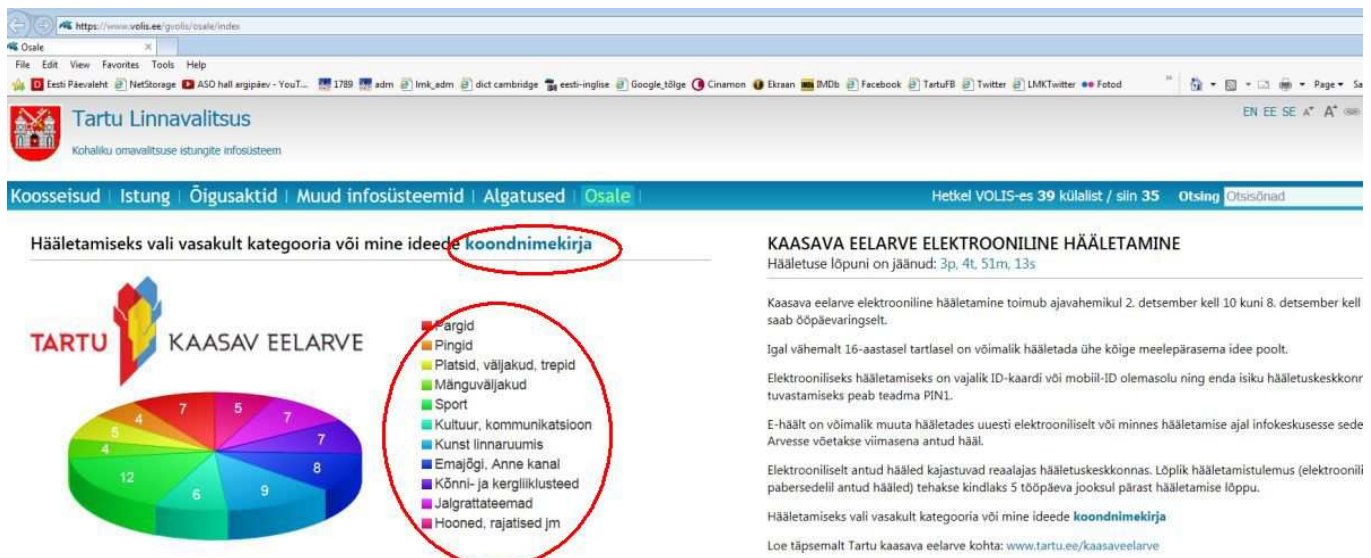 https://www.volis.ee/gvolis/osale/index
Osale
File Edit View Favorites Tools Help
Eesti Päevaleht NetStorage ASO hall argipäev - YouT... 1789 adm lmk_adm dict cambridge eesti-inglise Google_tõlge Cinamon Ekraan IMDb Facebook TartuFB Twitter LMKTwitter Fotod Page
Tartu Linnavalitsus
EN EE SE A A
Kohaliku omavalitsuse istungite infosüsteem
Koosseisud | Istung | Õigusaktid | Muud infosüsteemid | Algatused | Osale |
Hetkel VOLIS-es 39 külalist / siin 35 Otsing Otsisõnad
Hääletamiseks vali vasakult kategooria või mine ideede koondnimekirja
TARTU KAASAV EELARVE
7 5 7 7 8 9 6 12 4 5 4
Pargid
Pingid
Platsid, väljakud, trepid
Mänguväljakud
Sport
Kultuur, kommunikatsioon
Kunst linnaruumis
Emajõgi, Anne kanal
Kõnni- ja kergliiklusteed
Jalgrattateemad
Hooned, rajatised jm
KAASAVA EELARVE ELEKTROONILINE HÄÄLETAMINE
Hääletuse lõpuni on jäänud: 3p, 4t, 51m, 13s
Kaasava eelarve elektrooniline hääletamine toimub ajavahemikul 2. detsember kell 10 kuni 8. detsember kell
saab ööpäevaringselt.
Igal vähemalt 16-aastasel tartlasel on võimalik hääletada ühe kõige meelepärasema idee poolt.
Elektrooniliseks hääletamiseks on vajalik ID-kaardi või mobiil-ID olemasolu ning enda isiku hääletuskeskkonn
tuvastamiseks peab teadma PIN1.
E-häält on võimalik muuta hääletades uuesti elektrooniliselt või minnes hääletamise ajal infokeskusesse sede
Arvesse võetakse viimasena antud hääl.
Elektrooniliselt antud hääled kajastuvad reaalajas hääletuskeskkonnas. Lõplik hääletamistulemus (elektroonili
pabersedelil antud hääled) tehakse kindlaks 5 tööpäeva jooksul pärast hääletamise lõppu.
Hääletamiseks vali vasakult kategooria või mine ideede koondnimekirja
Loe täpsemalt Tartu kaasava eelarve kohta: www.tartu.ee/kaasaveelarve